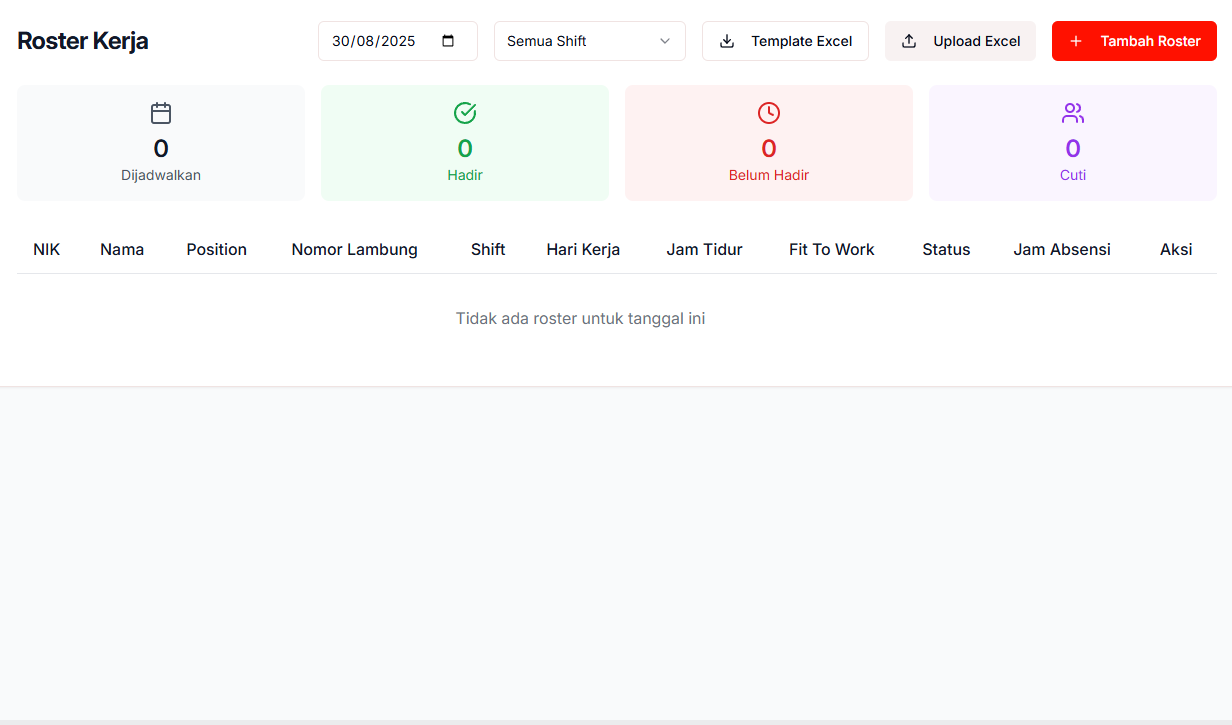 Roster Kerja
30/08/2025
Semua Shift
Template Excel
Upload Excel
Tambah Roster
0
Dijadwalkan
0
Hadir
0
Belum Hadir
0
Cuti
NIK Nama Position Nomor Lambung Shift Hari Kerja Jam Tidur Fit To Work Status Jam Absensi Aksi
Tidak ada roster untuk tanggal ini